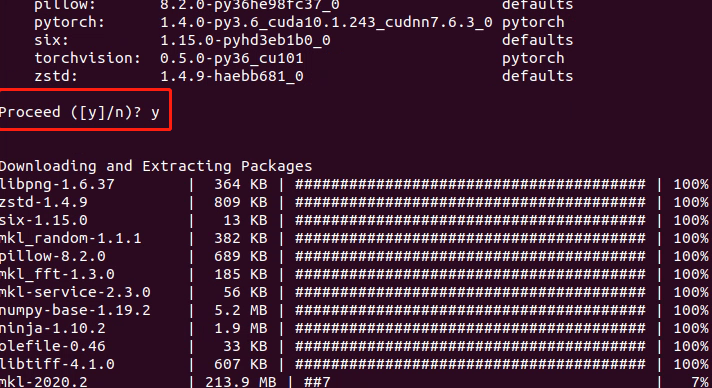 pillow: 8.2.0-py36he98fc37_0 defaults
pytorch: 1.4.0-py3.6_cuda10.1.243_cudnn7.6.3_0 pytorch
six: 1.15.0-pyhd3eb1b0_0 defaults
torchvision: 0.5.0-py36_cu101 pytorch
zstd: 1.4.9-haebb681_0 defaults
Proceed ([y]/n)? y
Downloading and Extracting Packages
libpng-1.6.37 | 364 KB | ####################################### | 100%
zstd-1.4.9 | 809 KB | ####################################### | 100%
six-1.15.0 | 13 KB | ####################################### | 100%
mkl_random-1.1.1 | 382 KB | ####################################### | 100%
pillow-8.2.0 | 689 KB | ####################################### | 100%
mkl_fft-1.3.0 | 185 KB | ####################################### | 100%
mkl-service-2.3.0 | 56 KB | ####################################### | 100%
numpy-base-1.19.2 | 5.2 MB | ####################################### | 100%
ninja-1.10.2 | 1.9 MB | ####################################### | 100%
olefile-0.46 | 33 KB | ####################################### | 100%
libtiff-4.1.0 | 607 KB | ####################################### | 100%
mkl-2020.2 | 213.9 MB | ##7 | 7%